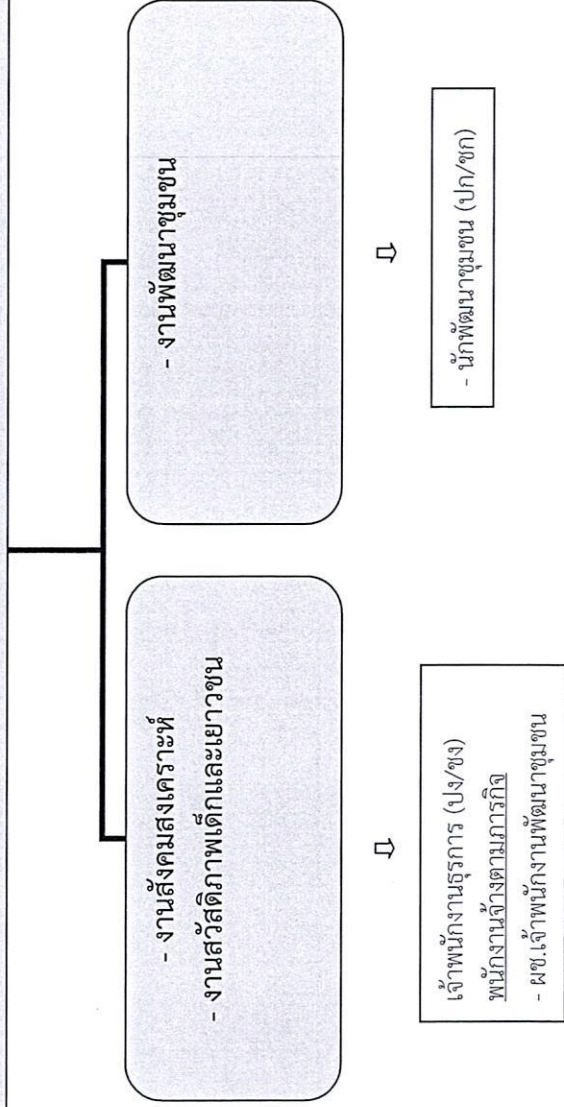 - งานสังคมสงเคราะห์
- งานสวัสดิภาพเด็กและเยาวชน
เจ้าพนักงานธุรการ (ปง/ชง)
พนักงานจ้างตามภารกิจ
- ผช.เจ้าพนักงานพัฒนาชุมชน
- งานพัฒนาชุมชน
- นักพัฒนาชุมชน (ปก/ชก)